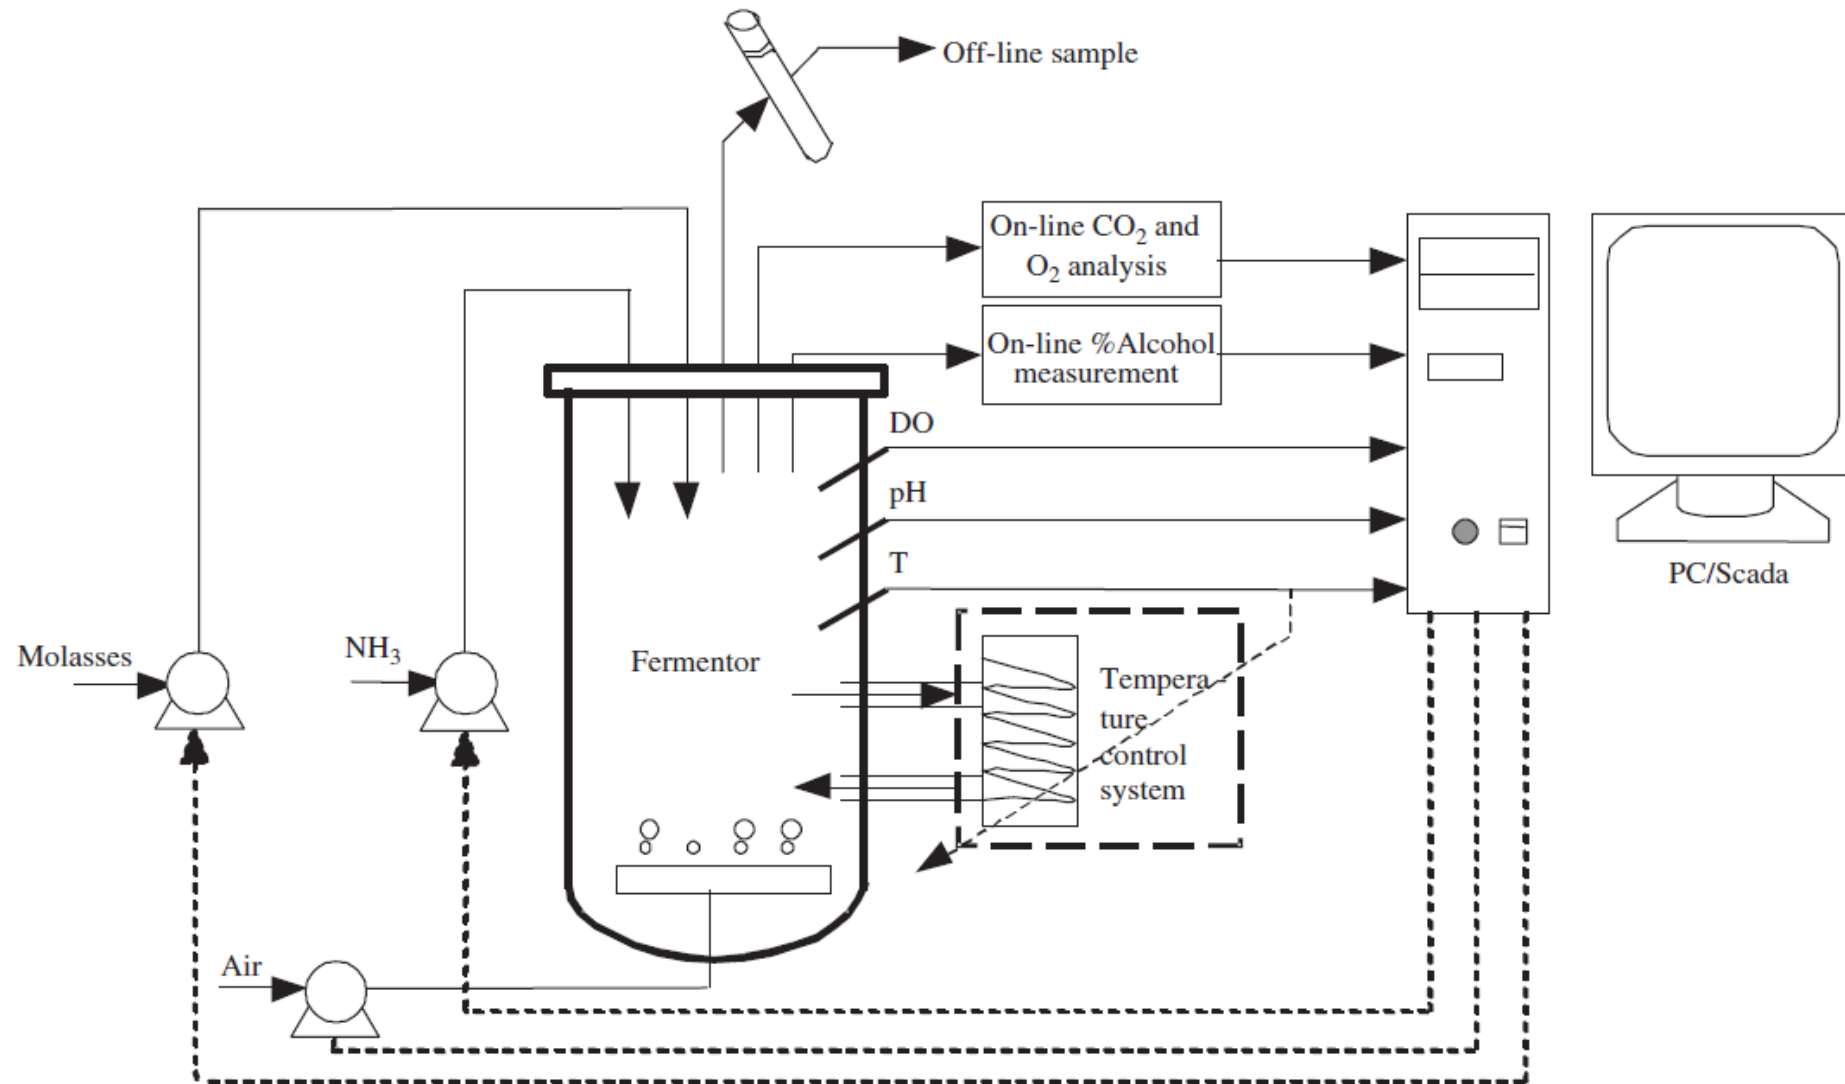 Off-line sample
On-line CO₂ and
O₂ analysis
On-line %Alcohol
measurement
DO
pH
T
PC/Scada
Molasses
NH₃
Fermentor
Tempera-
ture
control
system
Air